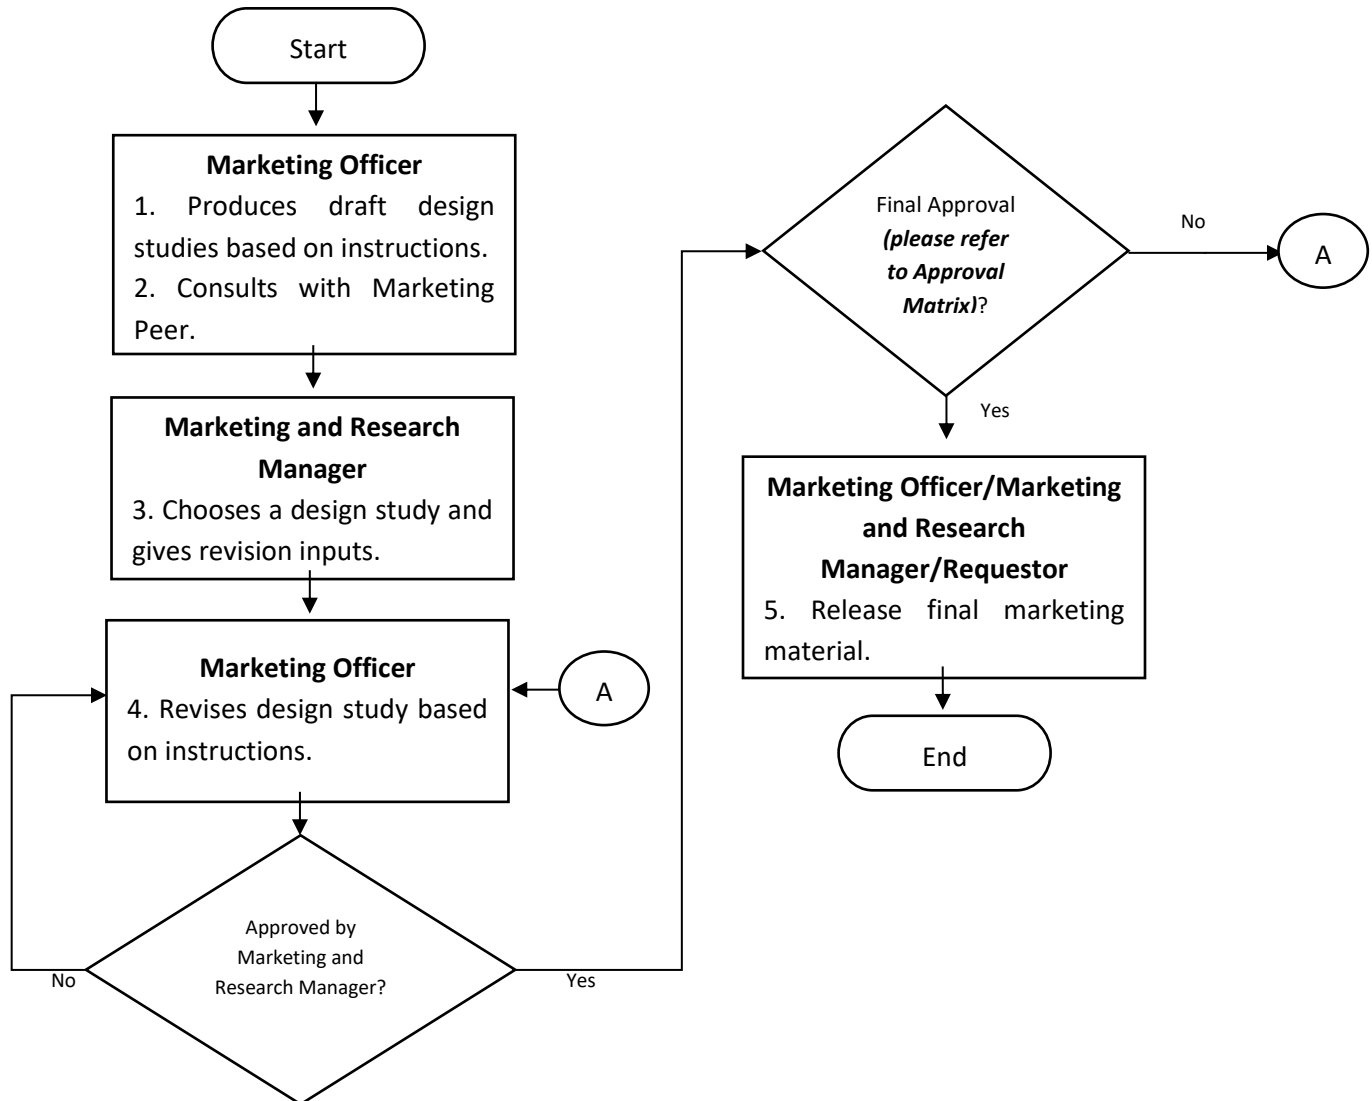 Start
Marketing Officer
1. Produces draft design
studies based on instructions.
2. Consults with Marketing
Peer.
Marketing and Research
Manager
3. Chooses a design study and
gives revision inputs.
Marketing Officer
4. Revises design study based
on instructions.
A
Approved by
Marketing and
Research Manager?
No
Yes
Final Approval
(please refer
to Approval
Matrix)?
No
A
Yes
Marketing Officer/Marketing
and Research
Manager/Requestor
5. Release final marketing
material.
End